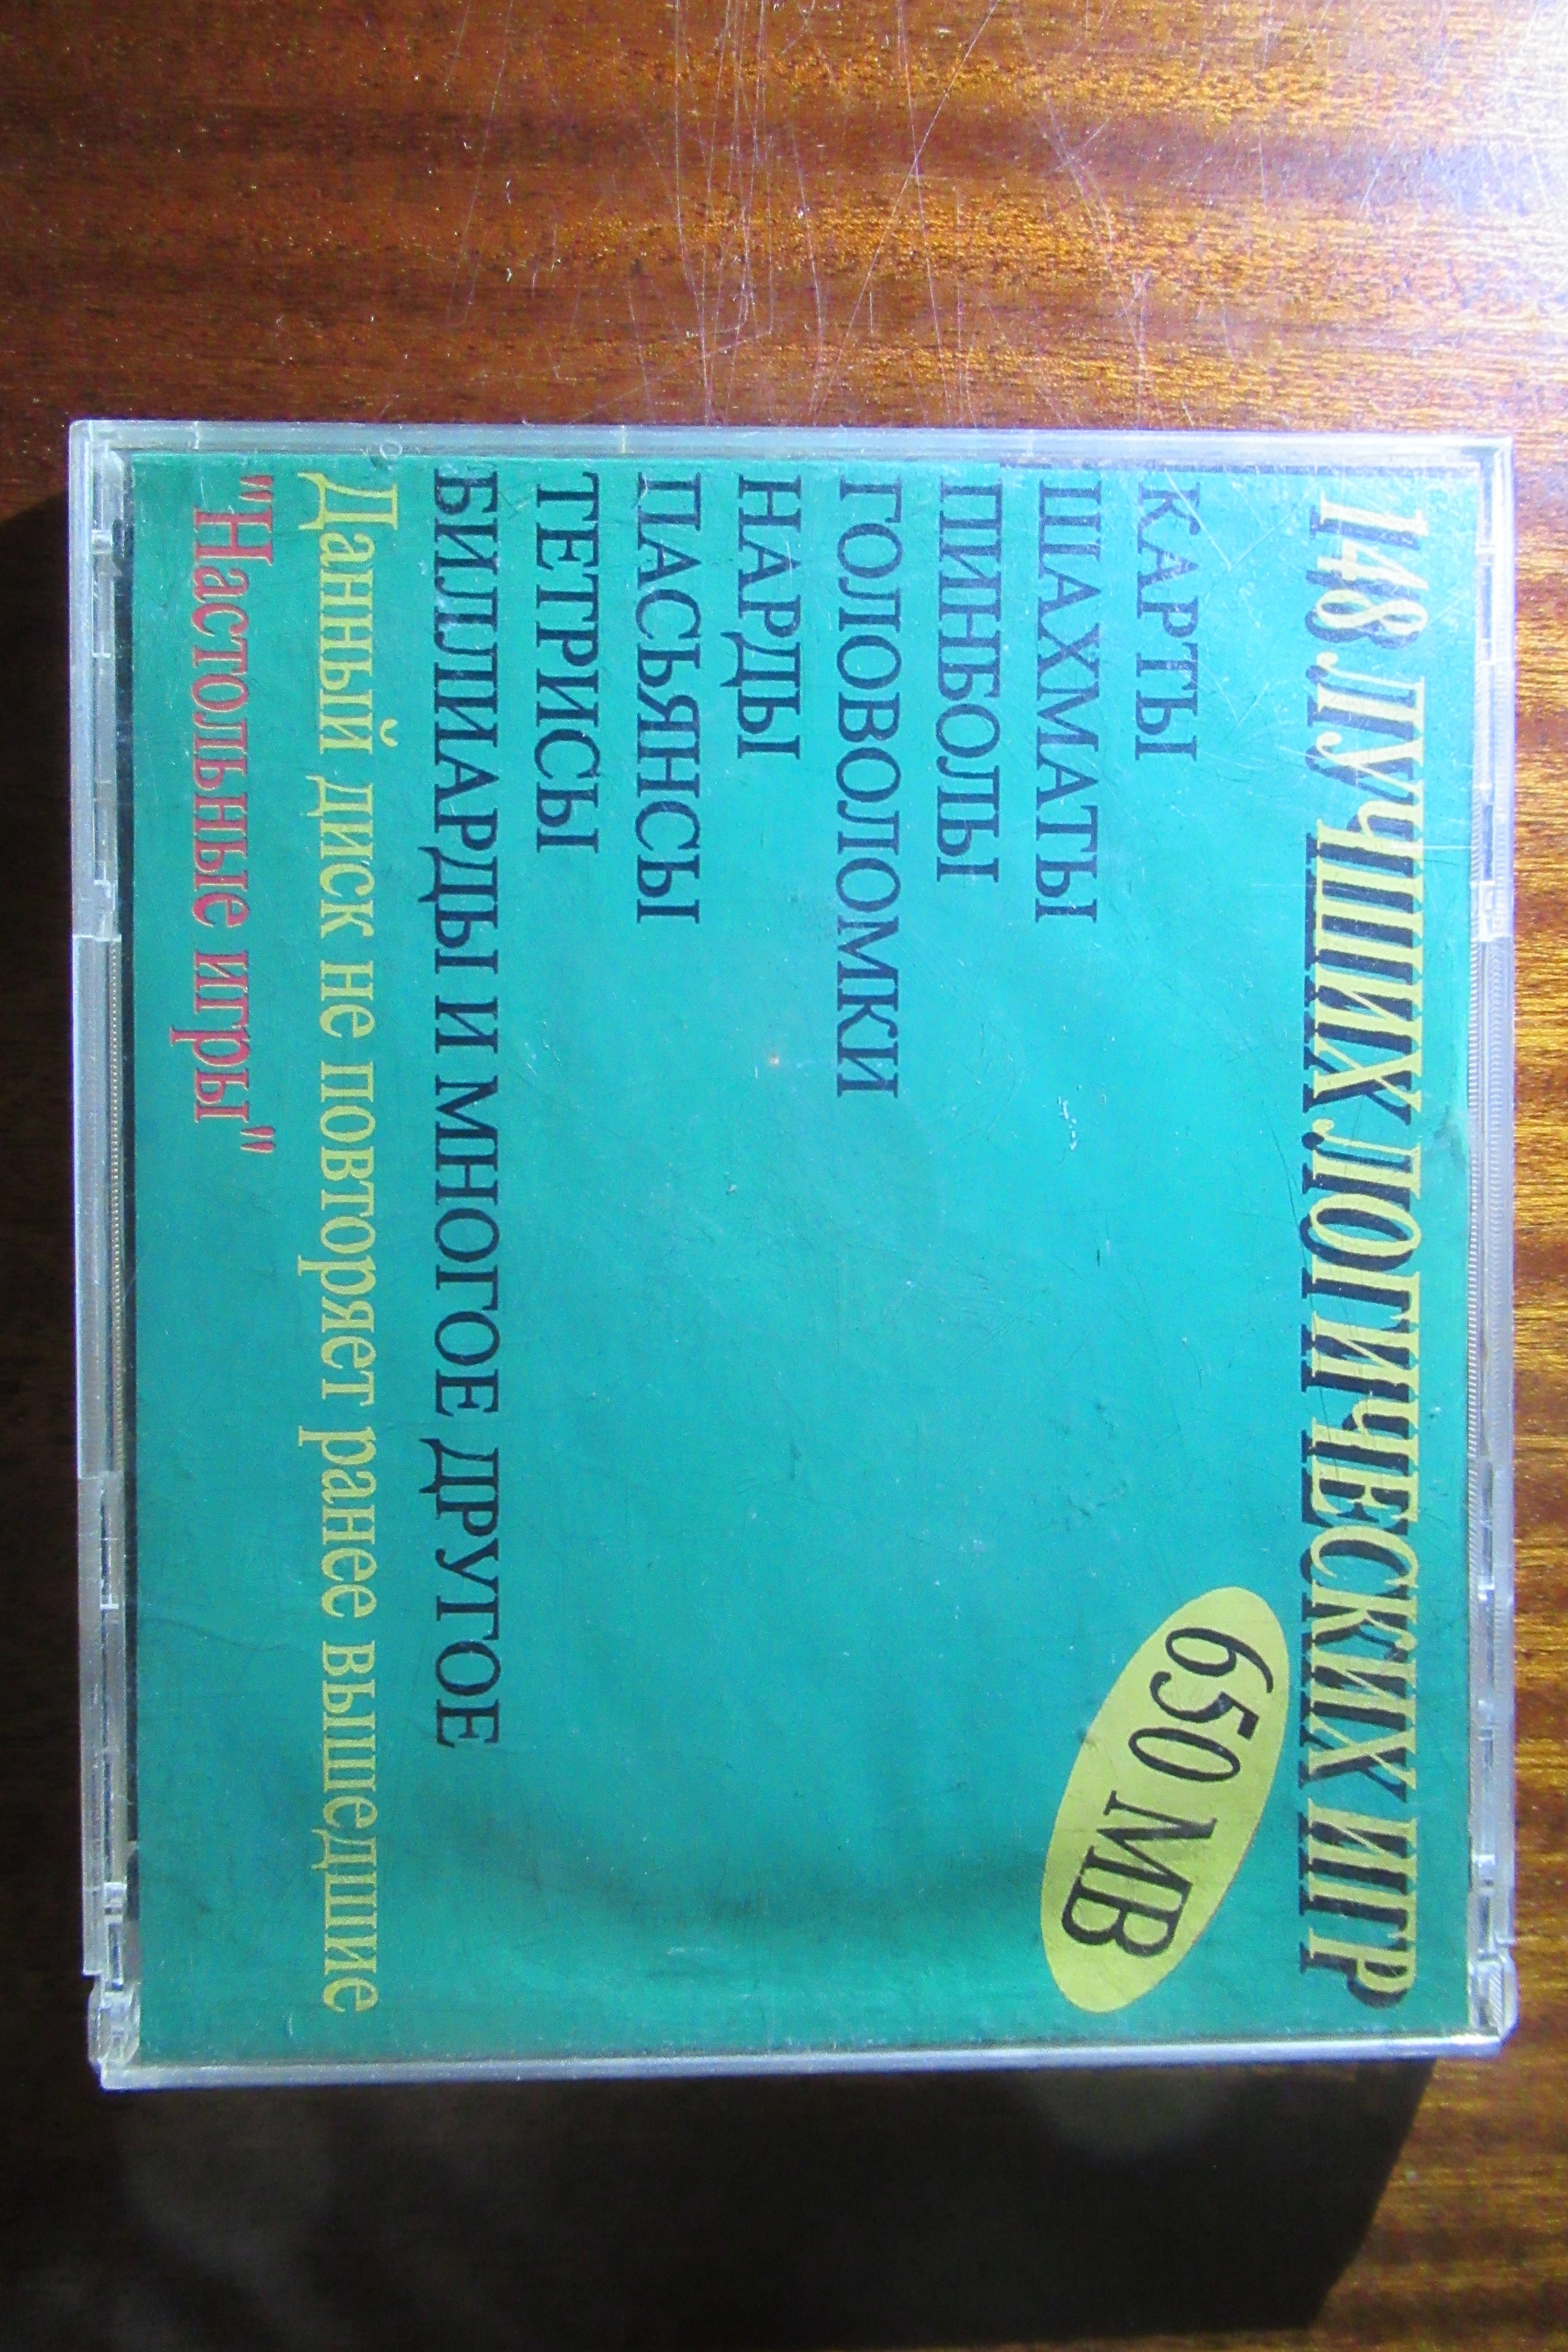 148 ЛУЧШИХ ЛОГИЧЕСКИХ ИГР
650 MB
КАРТЫ
ШАХМАТЫ
ПИНБОЛЫ
ГОЛОВОЛОМКИ
НАРДЫ
ПАСЬЯНСЫ
ТЕТРИСЫ
БИЛЛИАРДЫ И МНОГОЕ ДРУГОЕ
Данный диск не повторяет ранее вышедшие
"Настольные игры"